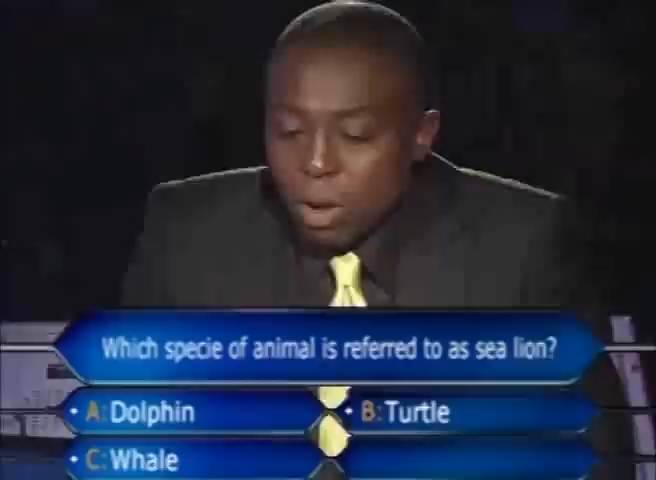 Which specie of animal is referred to as sea lion?
A: Dolphin
B: Turtle
C: Whale